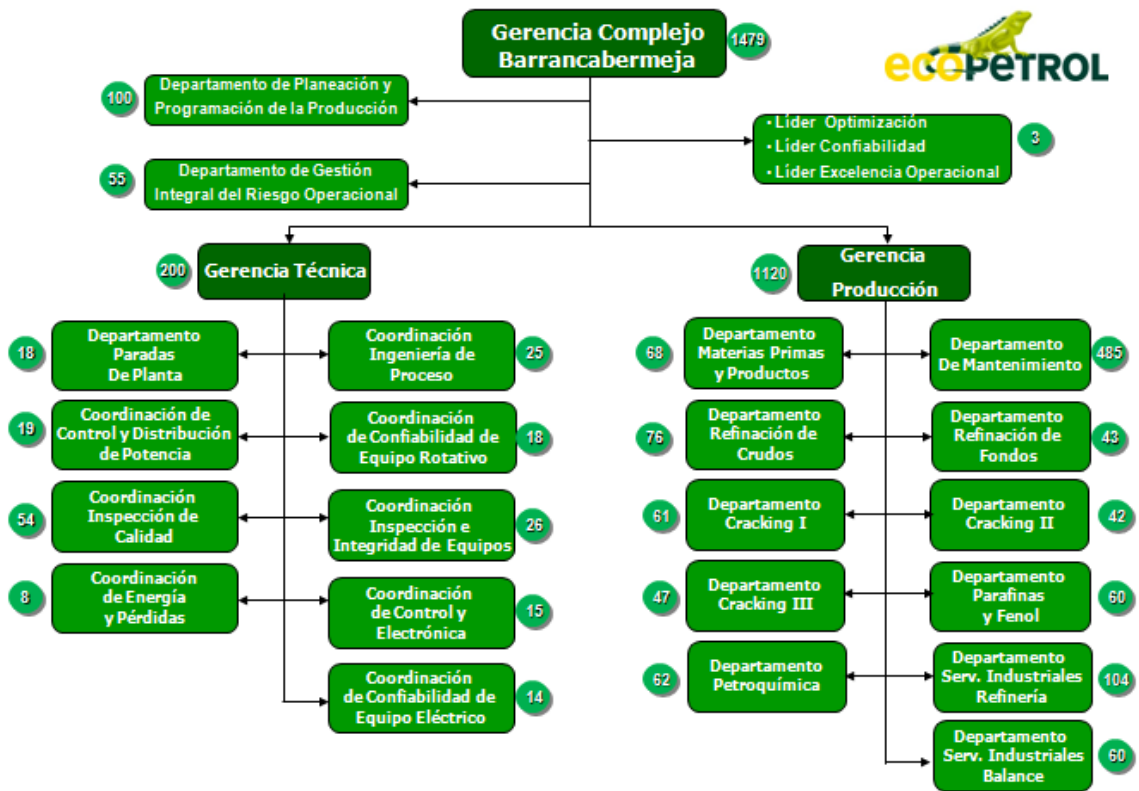 Gerencia Complejo
Barrancabermeja
1479
ecopetrol
100
Departamento de Planeación y
Programación de la Producción
• Líder Optimización
• Líder Confiabilidad
• Líder Excelencia Operacional
3
55
Departamento de Gestión
Integral del Riesgo Operacional
200
Gerencia Técnica
1120
Gerencia
Producción
18
Departamento
Paradas
De Planta
Coordinación
Ingeniería de
Proceso
25
19
Coordinación de
Control y Distribución
de Potencia
Coordinación
de Confiabilidad de
Equipo Rotativo
18
54
Coordinación
Inspección de
Calidad
Coordinación
Inspección e
Integridad de Equipos
26
8
Coordinación
de Energía
y Pérdidas
Coordinación
de Control y
Electrónica
15
Coordinación
de Confiabilidad de
Equipo Eléctrico
14
68
Departamento
Materias Primas
y Productos
Departamento
De Mantenimiento
485
76
Departamento
Refinación de
Crudos
Departamento
Refinación de
Fondos
43
61
Departamento
Cracking I
Departamento
Cracking II
42
47
Departamento
Cracking III
Departamento
Parafinas
y Fenol
60
62
Departamento
Petroquímica
Departamento
Serv. Industriales
Refinería
104
Departamento
Serv. Industriales
Balance
60